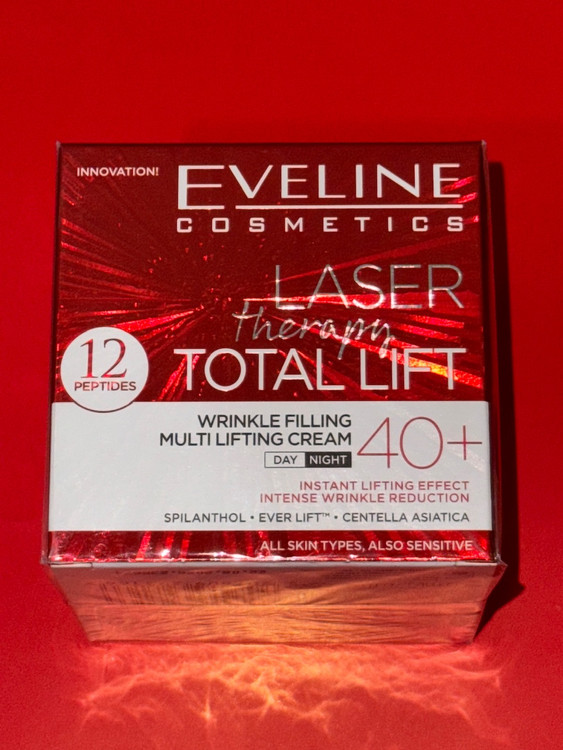 INNOVATION!
EVELINE
COSMETICS
LASER
therapy
TOTAL LIFT
12
PEPTIDES
WRINKLE FILLING
MULTI LIFTING CREAM
40+
DAY NIGHT
INSTANT LIFTING EFFECT
INTENSE WRINKLE REDUCTION
SPILANTHOL • EVER LIFT™ • CENTELLA ASIATICA
ALL SKIN TYPES, ALSO SENSITIVE